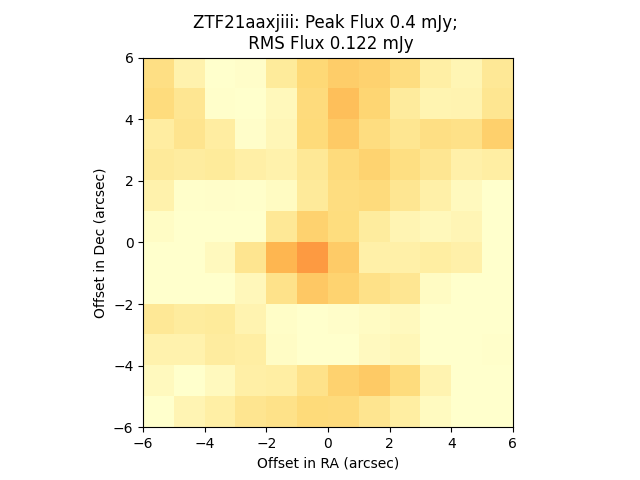 ZTF21aaxjiii: Peak Flux 0.4 mJy;
RMS Flux 0.122 mJy
6
4
2
0
−2
−4
−6
Offset in Dec (arcsec)
−6 −4 −2 0 2 4 6
Offset in RA (arcsec)